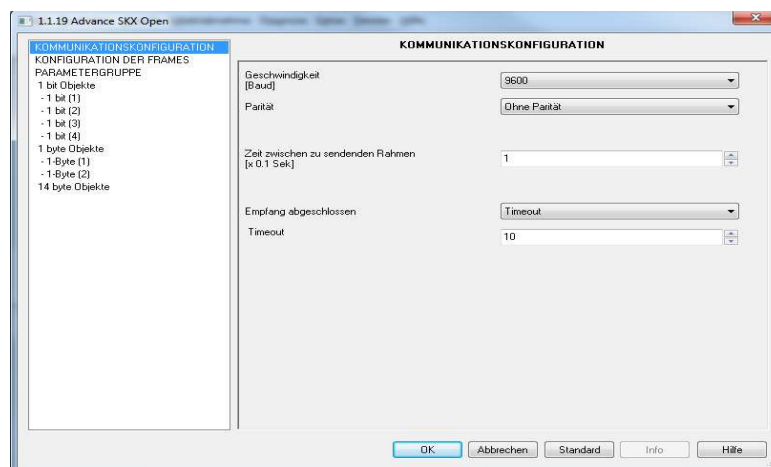 1.1.19 Advance SKX Open
KOMMUNIKATIONSKONFIGURATION
KONFIGURATION DER FRAMES
PARAMETERGRUPPE
1 bit Objekte
- 1 bit (1)
- 1 bit (2)
- 1 bit (3)
- 1 bit (4)
1 byte Objekte
- 1-Byte (1)
- 1-Byte (2)
14 byte Objekte
KOMMUNIKATIONSKONFIGURATION
Geschwindigkeit
[Baud]
9600
Parität
Ohne Parität
Zeit zwischen zu sendenden Rahmen
[x 0.1 Sek]
1
Empfang abgeschlossen
Timeout
Timeout
10
OK
Abbrechen
Standard
Info
Hilfe